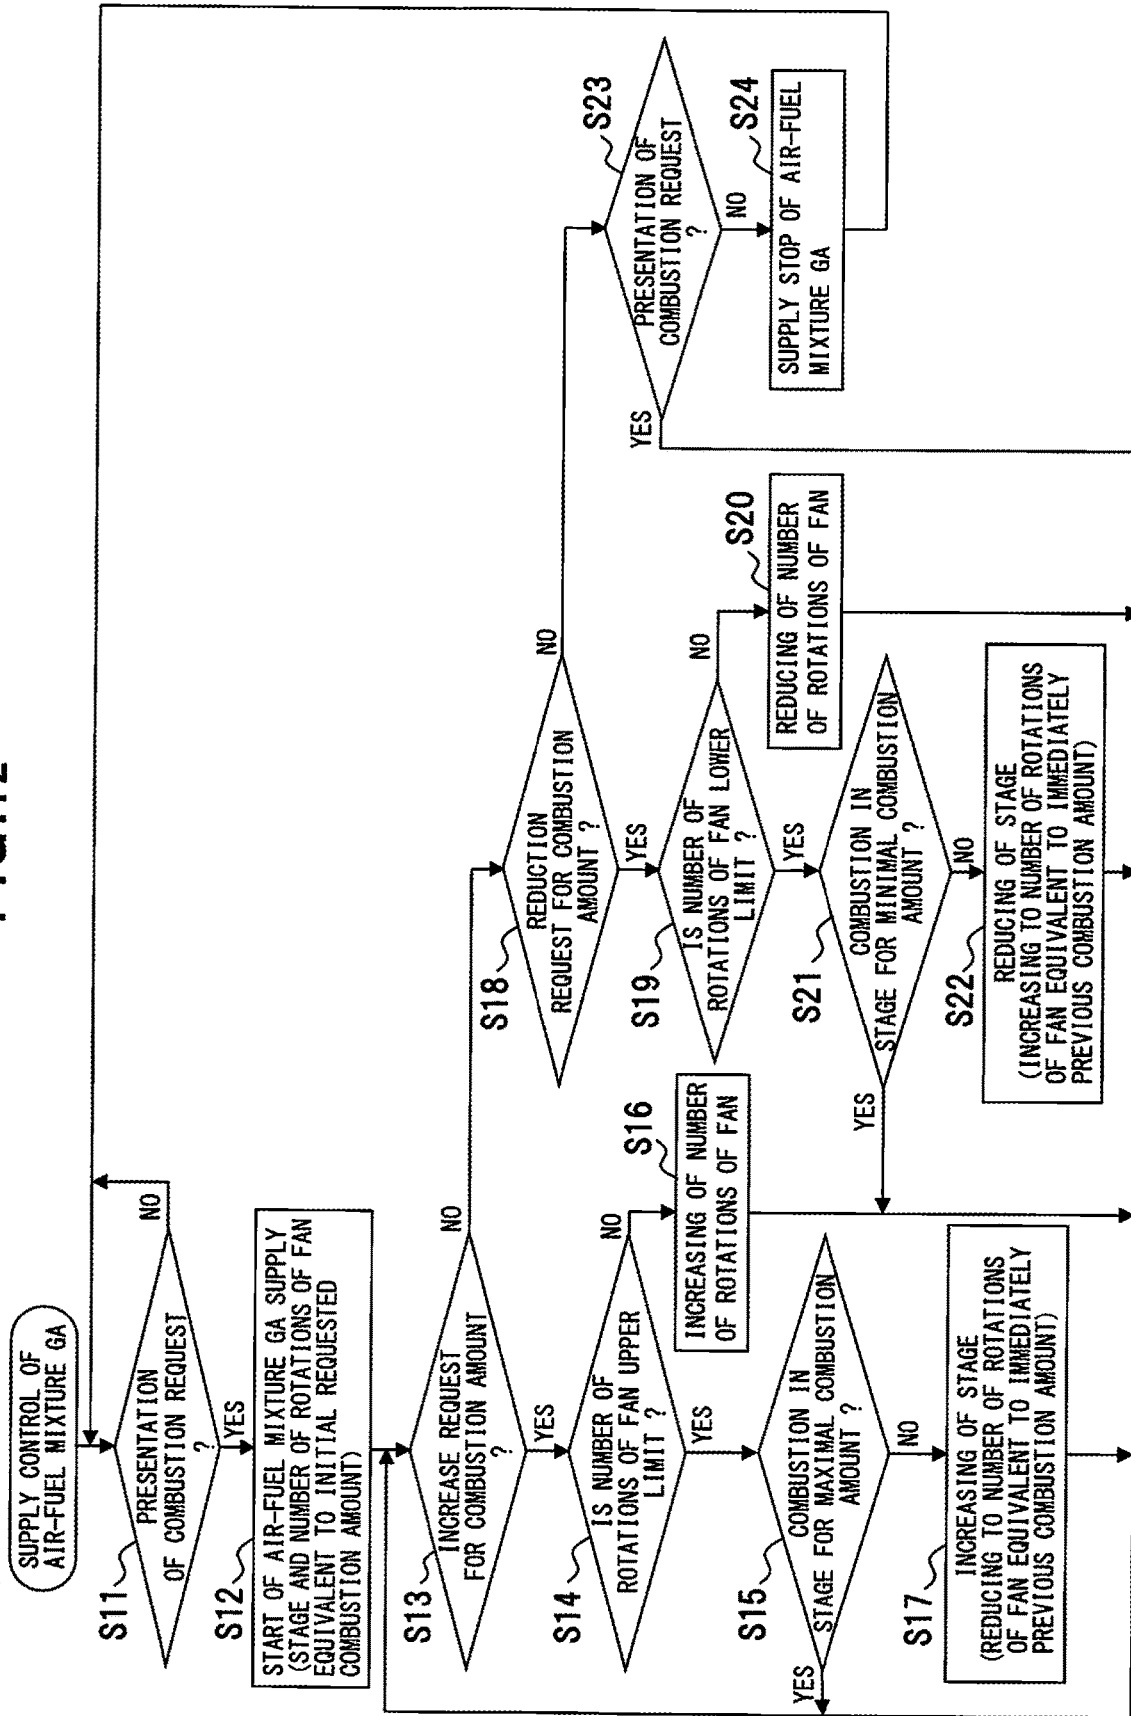 SUPPLY CONTROL OF
AIR-FUEL MIXTURE GA
S11
PRESENTATION
OF COMBUSTION REQUEST
?
NO
YES
S12
START OF AIR-FUEL MIXTURE GA SUPPLY
(STAGE AND NUMBER OF ROTATIONS OF FAN
EQUIVALENT TO INITIAL REQUESTED
COMBUSTION AMOUNT)
S13
INCREASE REQUEST
FOR COMBUSTION AMOUNT
?
NO
YES
S14
IS NUMBER OF
ROTATIONS OF FAN UPPER
LIMIT ?
NO
YES
S16
INCREASING OF NUMBER
OF ROTATIONS OF FAN
S15
COMBUSTION IN
STAGE FOR MAXIMAL COMBUSTION
AMOUNT ?
YES
NO
S17
INCREASING OF STAGE
(REDUCING TO NUMBER OF ROTATIONS
OF FAN EQUIVALENT TO IMMEDIATELY
PREVIOUS COMBUSTION AMOUNT)
S18
REDUCTION
REQUEST FOR COMBUSTION
AMOUNT ?
NO
YES
S19
IS NUMBER OF
ROTATIONS OF FAN LOWER
LIMIT ?
NO
YES
S20
REDUCING OF NUMBER
OF ROTATIONS OF FAN
S21
COMBUSTION IN
STAGE FOR MINIMAL COMBUSTION
AMOUNT ?
YES
NO
S22
REDUCING OF STAGE
(INCREASING TO NUMBER OF ROTATIONS
OF FAN EQUIVALENT TO IMMEDIATELY
PREVIOUS COMBUSTION AMOUNT)
S23
PRESENTATION OF
COMBUSTION REQUEST
?
YES
NO
S24
SUPPLY STOP OF AIR-FUEL
MIXTURE GA